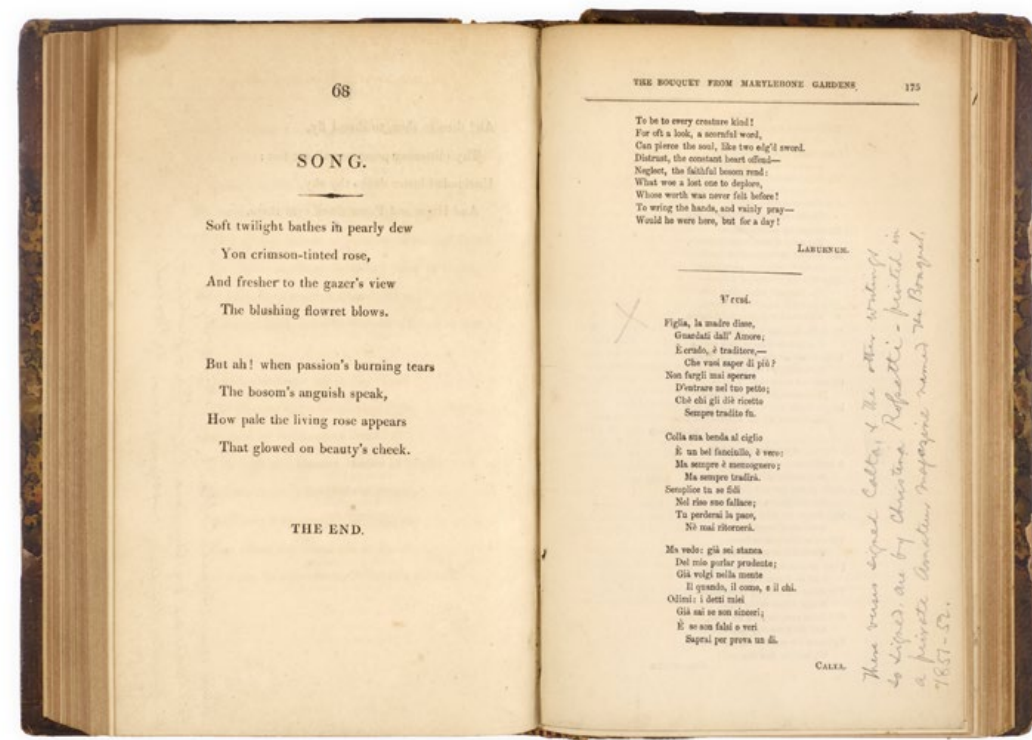 68
SONG.
Soft twilight bathes in pearly dew
Yon crimson-tinted rose,
And fresher to the gazer's view
The blushing flowret blows.
But ah! when passion's burning tears
The bosom's anguish speak,
How pale the living rose appears
That glowed on beauty's cheek.
THE END.
THE BOUQUET FROM MARYLEBONE GARDENS. 175
To be to every creature kind!
For oft a look, a scornful word,
Can pierce the soul, like two edg'd sword.
Distrust, the constant heart offend—
Neglect, the faithful bosom rend:
What woe a lost one to deplore,
Whose worth was never felt before!
To wring the hands, and vainly pray—
Would he were here, but for a day!
LABURNUM.
Versi.
Figlia, la madre disse,
Guardati dall' Amore;
È crudo, è traditore,—
Che vuoi saper di più?
Non fargli mai sperare
D'entrare nel tuo petto;
Chè chi gli diè ricetto
Sempre tradito fu.
Colla sua benda al ciglio
È un bel fanciullo, è vero:
Ma sempre è menzognero;
Ma sempre tradirà.
Semplice tu se fidi
Nel riso suo fallace;
Tu perderai la pace,
Nè mai ritornerà.
Ma vedo: già sei stanca
Del mio parlar prudente;
Già volgi nella mente
Il quando, il come, e il chi.
Odimi: i detti miei
Già sai se son sinceri;
È se son falsi o veri
Saprai per prova un dì.
CALTA.
These verses signed Calta, & the other writings
so signed, are by Christina Rossetti - printed in
a private Amateur magazine named The Bouquet.
1851-52.